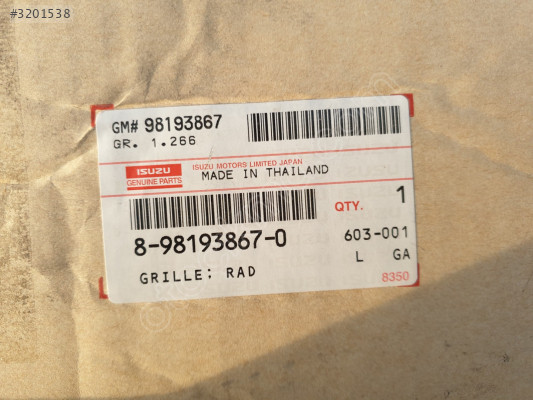 #3201538
GM# 98193867
GR. 1.266
ISUZU
GENUINE PARTS
ISUZU MOTORS LIMITED JAPAN
MADE IN THAILAND
QTY. 1
8-98193867-0
603-001
GRILLE: RAD
L GA
8350